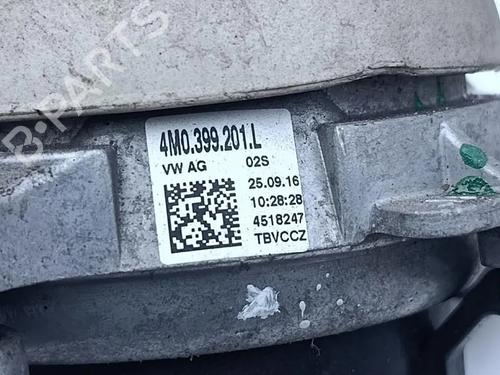 4M0.399.201.L
VW AG 02S
25.09.16
10:28:28
4518247
TBVCCZ
B-PARTS